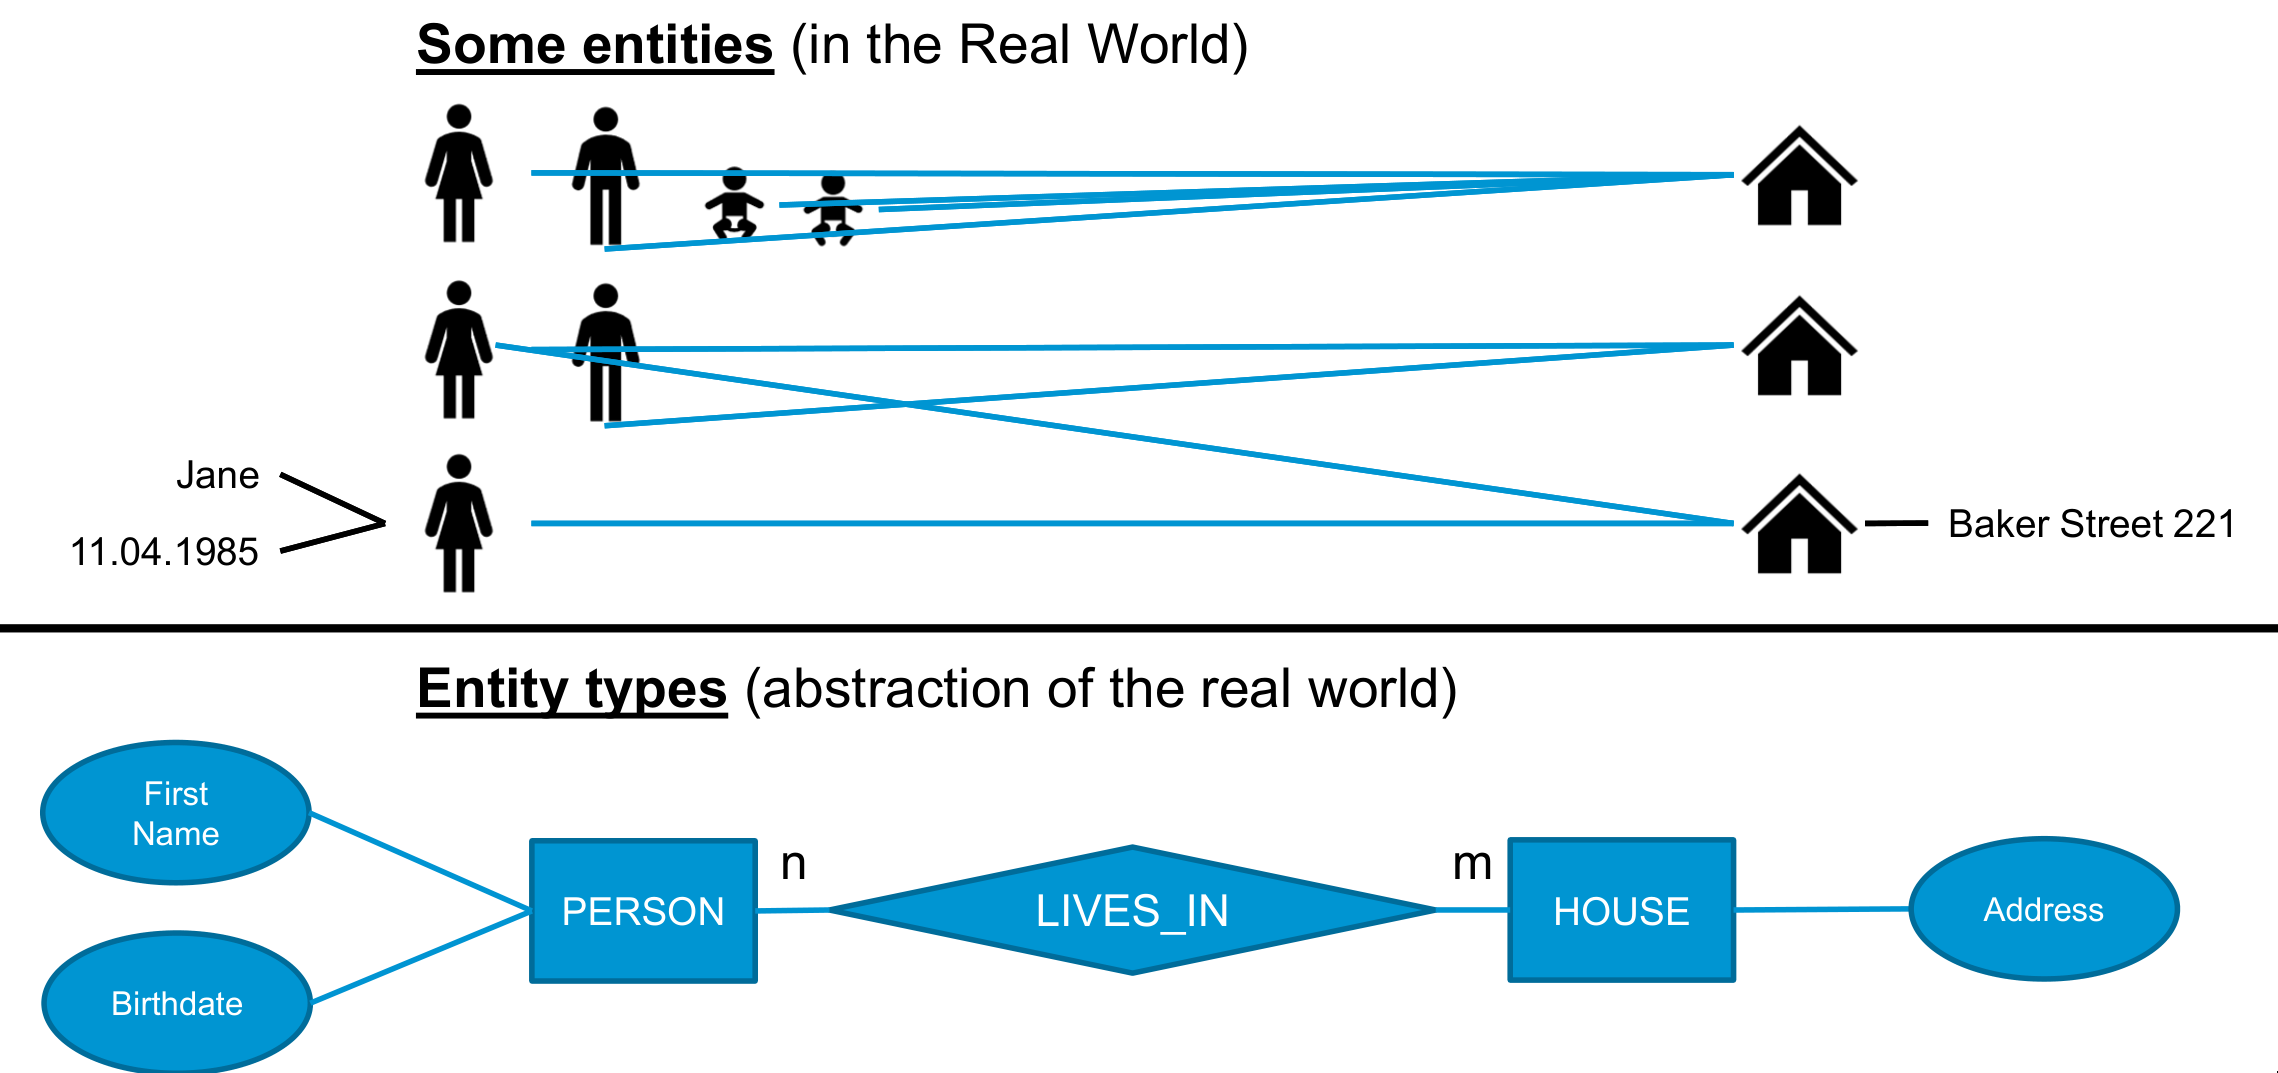 Some entities (in the Real World)
Jane
11.04.1985
Baker Street 221
Entity types (abstraction of the real world)
First
Name
Birthdate
PERSON
n
LIVES_IN
m
HOUSE
Address